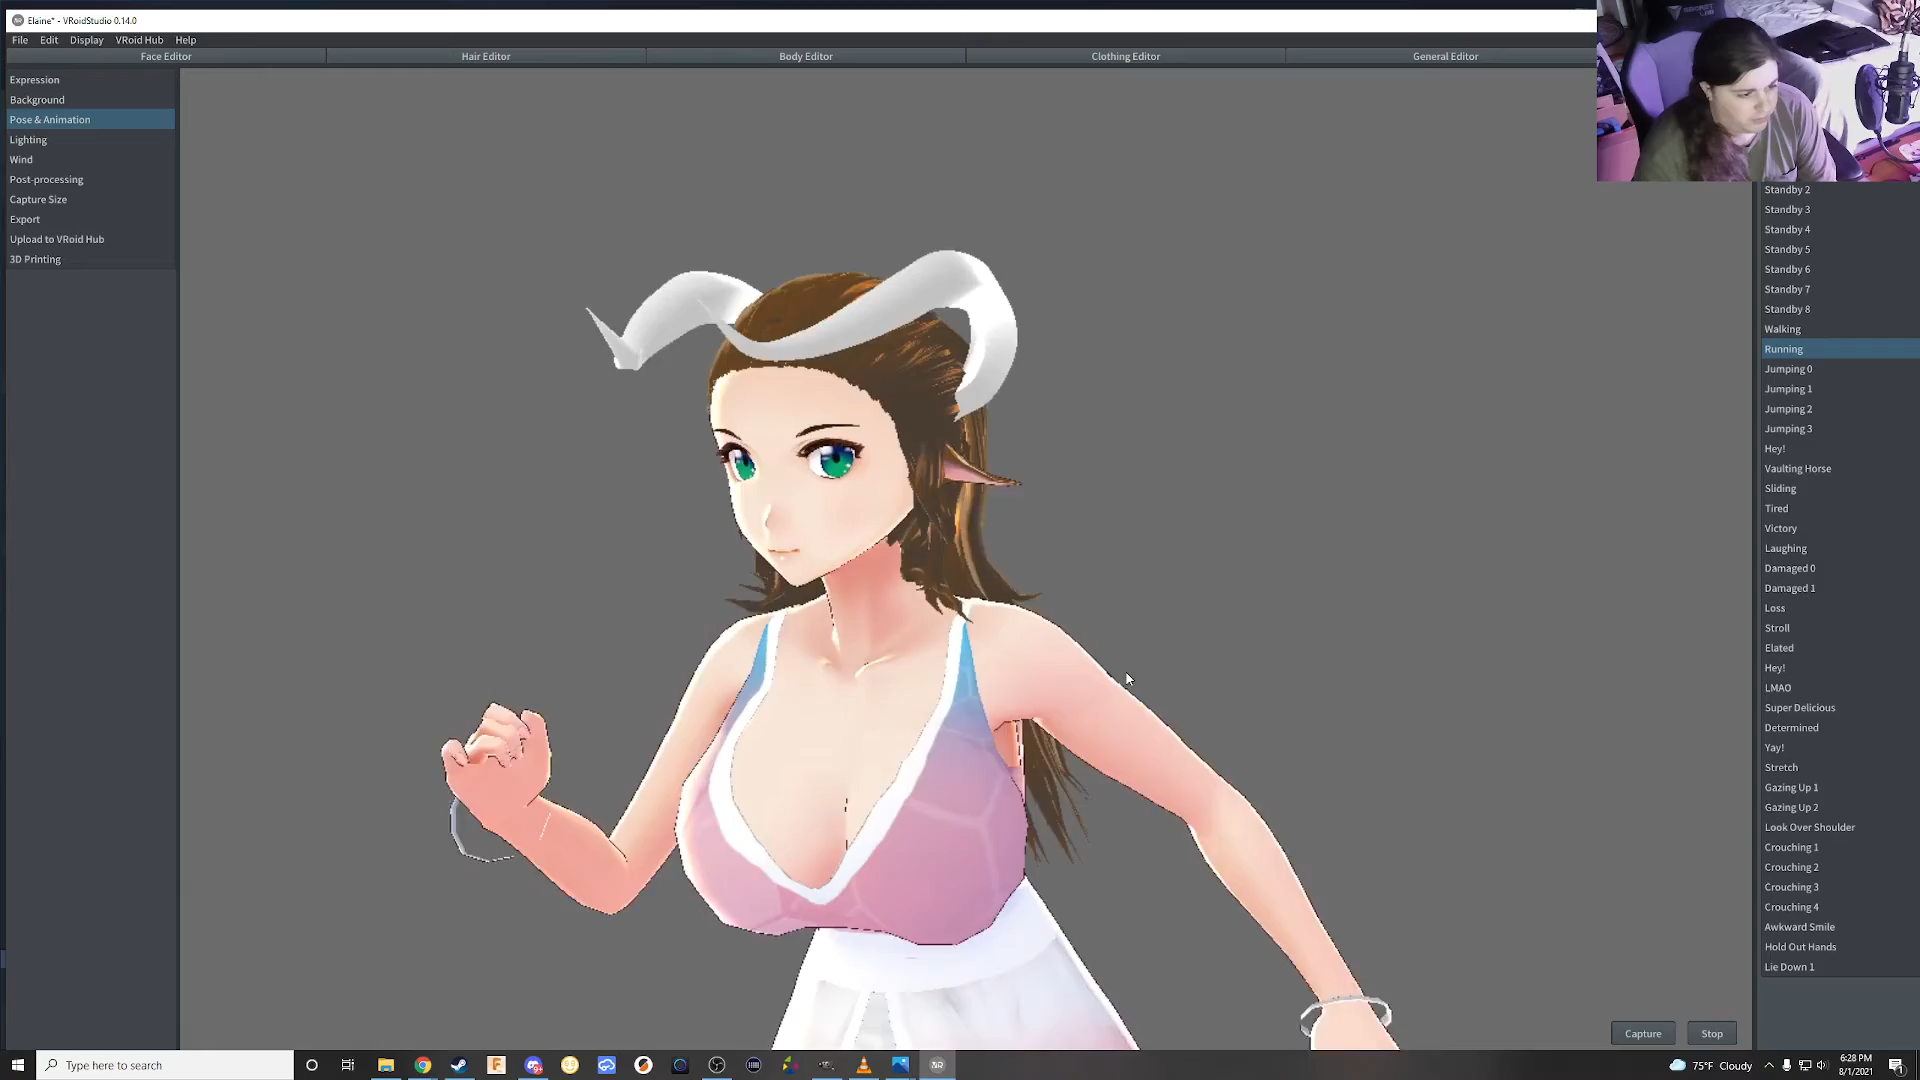 Elaine* - VRoidStudio 0.14.0
File Edit Display VRoid Hub Help
Face Editor Hair Editor Body Editor Clothing Editor General Editor
Expression
Background
Pose & Animation
Lighting
Wind
Post-processing
Capture Size
Export
Upload to VRoid Hub
3D Printing
Standby 2
Standby 3
Standby 4
Standby 5
Standby 6
Standby 7
Standby 8
Walking
Running
Jumping 0
Jumping 1
Jumping 2
Jumping 3
Hey!
Vaulting Horse
Sliding
Tired
Victory
Laughing
Damaged 0
Damaged 1
Loss
Stroll
Elated
Hey!
LMAO
Super Delicious
Determined
Yay!
Stretch
Gazing Up 1
Gazing Up 2
Look Over Shoulder
Crouching 1
Crouching 2
Crouching 3
Crouching 4
Awkward Smile
Hold Out Hands
Lie Down 1
Capture Stop
Type here to search
75°F Cloudy
6:28 PM
8/1/2021